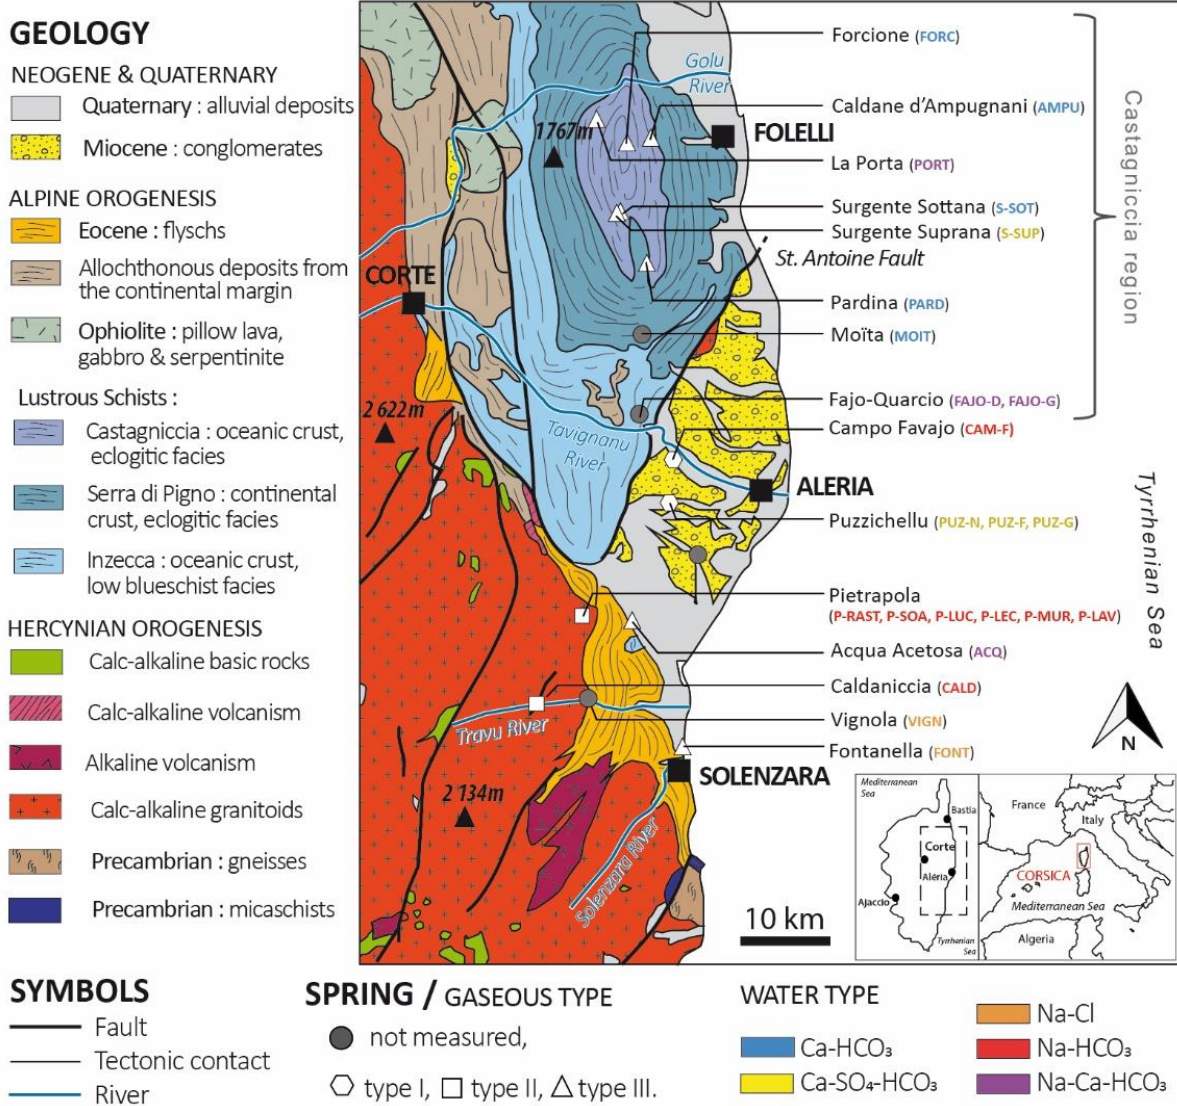 GEOLOGY
NEOGENE & QUATERNARY
Quaternary : alluvial deposits
Miocene : conglomerates
ALPINE OROGENESIS
Eocene : flyschs
Allochthonous deposits from
the continental margin
Ophiolite : pillow lava,
gabbro & serpentinite
Lustrous Schists :
Castagniccia : oceanic crust,
eclogitic facies
Serra di Pigno : continental
crust, eclogitic facies
Inzecca : oceanic crust,
low blueschist facies
HERCYNIAN OROGENESIS
Calc-alkaline basic rocks
Calc-alkaline volcanism
Alkaline volcanism
Calc-alkaline granitoids
Precambrian : gneisses
Precambrian : micaschists
Golu
River
1767m
FOLELLI
CORTE
St. Antoine Fault
2 622m
Tavignanu
River
ALERIA
Travu River
SOLENZARA
2 134m
Solenzara River
10 km
Forcione (FORC)
Caldane d'Ampugnani (AMPU)
La Porta (PORT)
Surgente Sottana (S-SOT)
Surgente Suprana (S-SUP)
Pardina (PARD)
Moïta (MOIT)
Fajo-Quarcio (FAJO-D, FAJO-G)
Campo Favajo (CAM-F)
Puzzichellu (PUZ-N, PUZ-F, PUZ-G)
Pietrapola
(P-RAST, P-SOA, P-LUC, P-LEC, P-MUR, P-LAV)
Acqua Acetosa (ACQ)
Caldaniccia (CALD)
Vignola (VIGN)
Fontanella (FONT)
Castagniccia region
Tyrrhenian Sea
N
Mediterranean
Sea
Bastia
Corte
Aleria
Ajaccio
Tyrrhenian
Sea
France
Italy
CORSICA
Mediterranean Sea
Algeria
SYMBOLS
Fault
Tectonic contact
River
SPRING / GASEOUS TYPE
not measured,
type I, type II, type III.
WATER TYPE
Ca-HCO₃
Ca-SO₄-HCO₃
Na-Cl
Na-HCO₃
Na-Ca-HCO₃